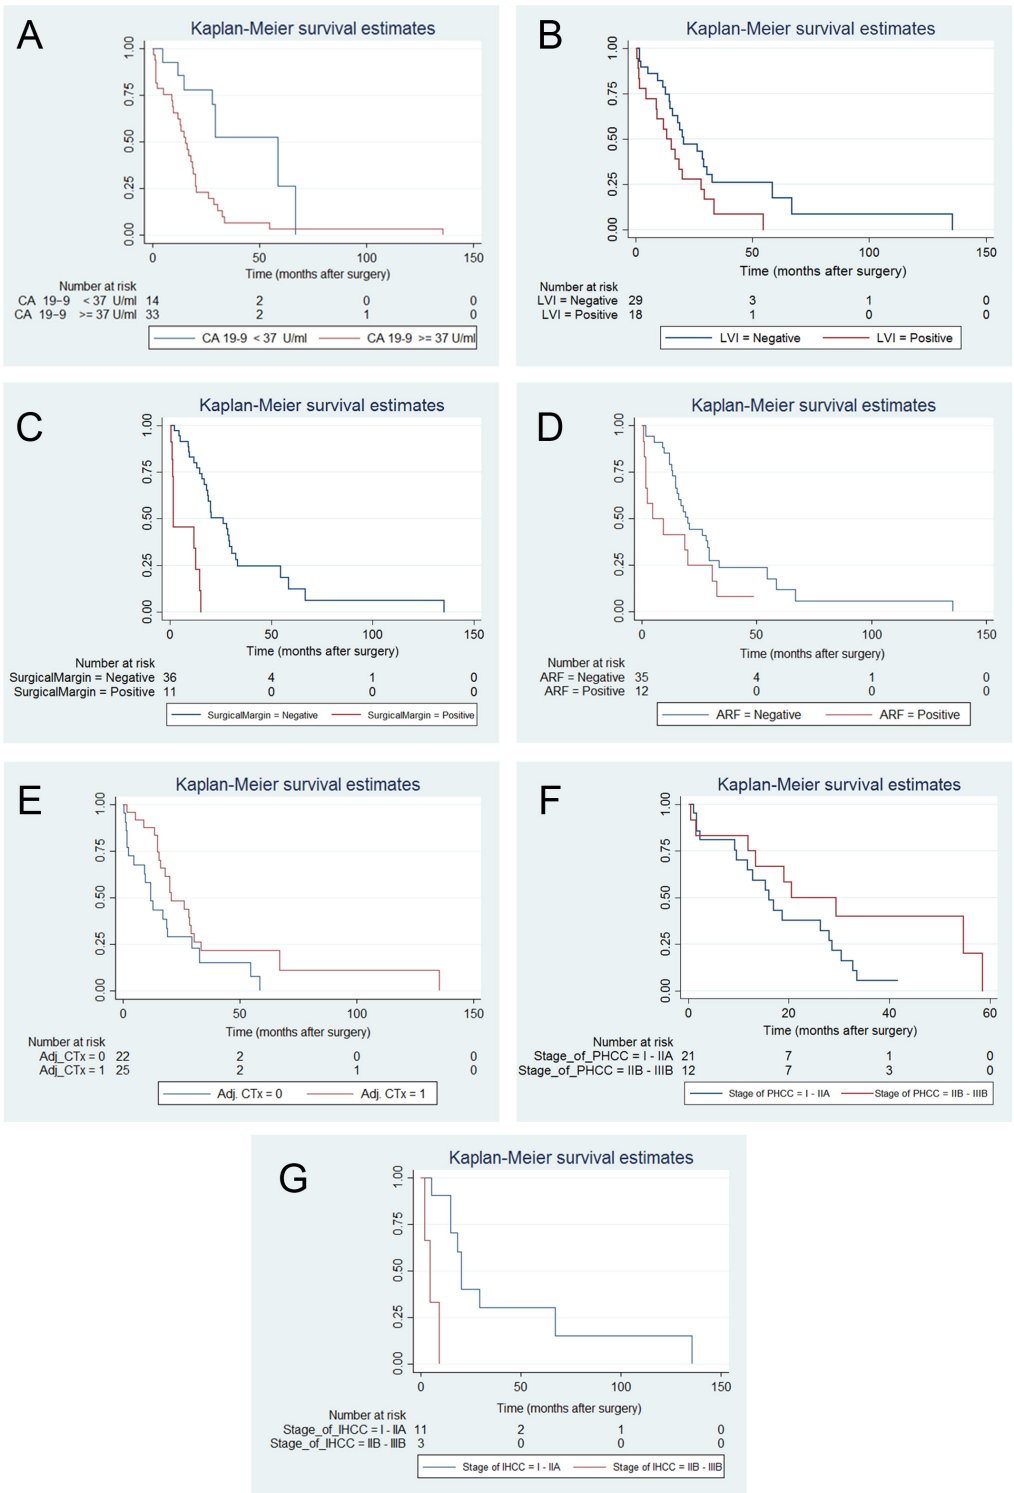 A
Kaplan-Meier survival estimates
1.00
0.75
0.50
0.25
0.00
0 50 100 150
Time (months after surgery)
Number at risk
CA 19-9 < 37 U/ml 14 2 0 0
CA 19-9 >= 37 U/ml 33 2 1 0
CA 19-9 < 37 U/ml CA 19-9 >= 37 U/ml
B
Kaplan-Meier survival estimates
1.00
0.75
0.50
0.25
0.00
0 50 100 150
Time (months after surgery)
Number at risk
LVI = Negative 29 3 1 0
LVI = Positive 18 1 0 0
LVI = Negative LVI = Positive
C
Kaplan-Meier survival estimates
1.00
0.75
0.50
0.25
0.00
0 50 100 150
Time (months after surgery)
Number at risk
SurgicalMargin = Negative 36 4 1 0
SurgicalMargin = Positive 11 0 0 0
SurgicalMargin = Negative SurgicalMargin = Positive
D
Kaplan-Meier survival estimates
1.00
0.75
0.50
0.25
0.00
0 50 100 150
Time (months after surgery)
Number at risk
ARF = Negative 35 4 1 0
ARF = Positive 12 0 0 0
ARF = Negative ARF = Positive
E
Kaplan-Meier survival estimates
1.00
0.75
0.50
0.25
0.00
0 50 100 150
Time (months after surgery)
Number at risk
Adj_CTx = 0 22 2 0 0
Adj_CTx = 1 25 2 1 0
Adj. CTx = 0 Adj. CTx = 1
F
Kaplan-Meier survival estimates
1.00
0.75
0.50
0.25
0.00
0 20 40 60
Time (months after surgery)
Number at risk
Stage_of_PHCC = I - IIA 21 7 1 0
Stage_of_PHCC = IIB - IIIB 12 7 3 0
Stage of PHCC = I - IIA Stage of PHCC = IIB - IIIB
G
Kaplan-Meier survival estimates
1.00
0.75
0.50
0.25
0.00
0 50 100 150
Time (months after surgery)
Number at risk
Stage_of_IHCC = I - IIA 11 2 1 0
Stage_of_IHCC = IIB - IIIB 3 0 0 0
Stage of IHCC = I - IIA Stage of IHCC = IIB - IIIB